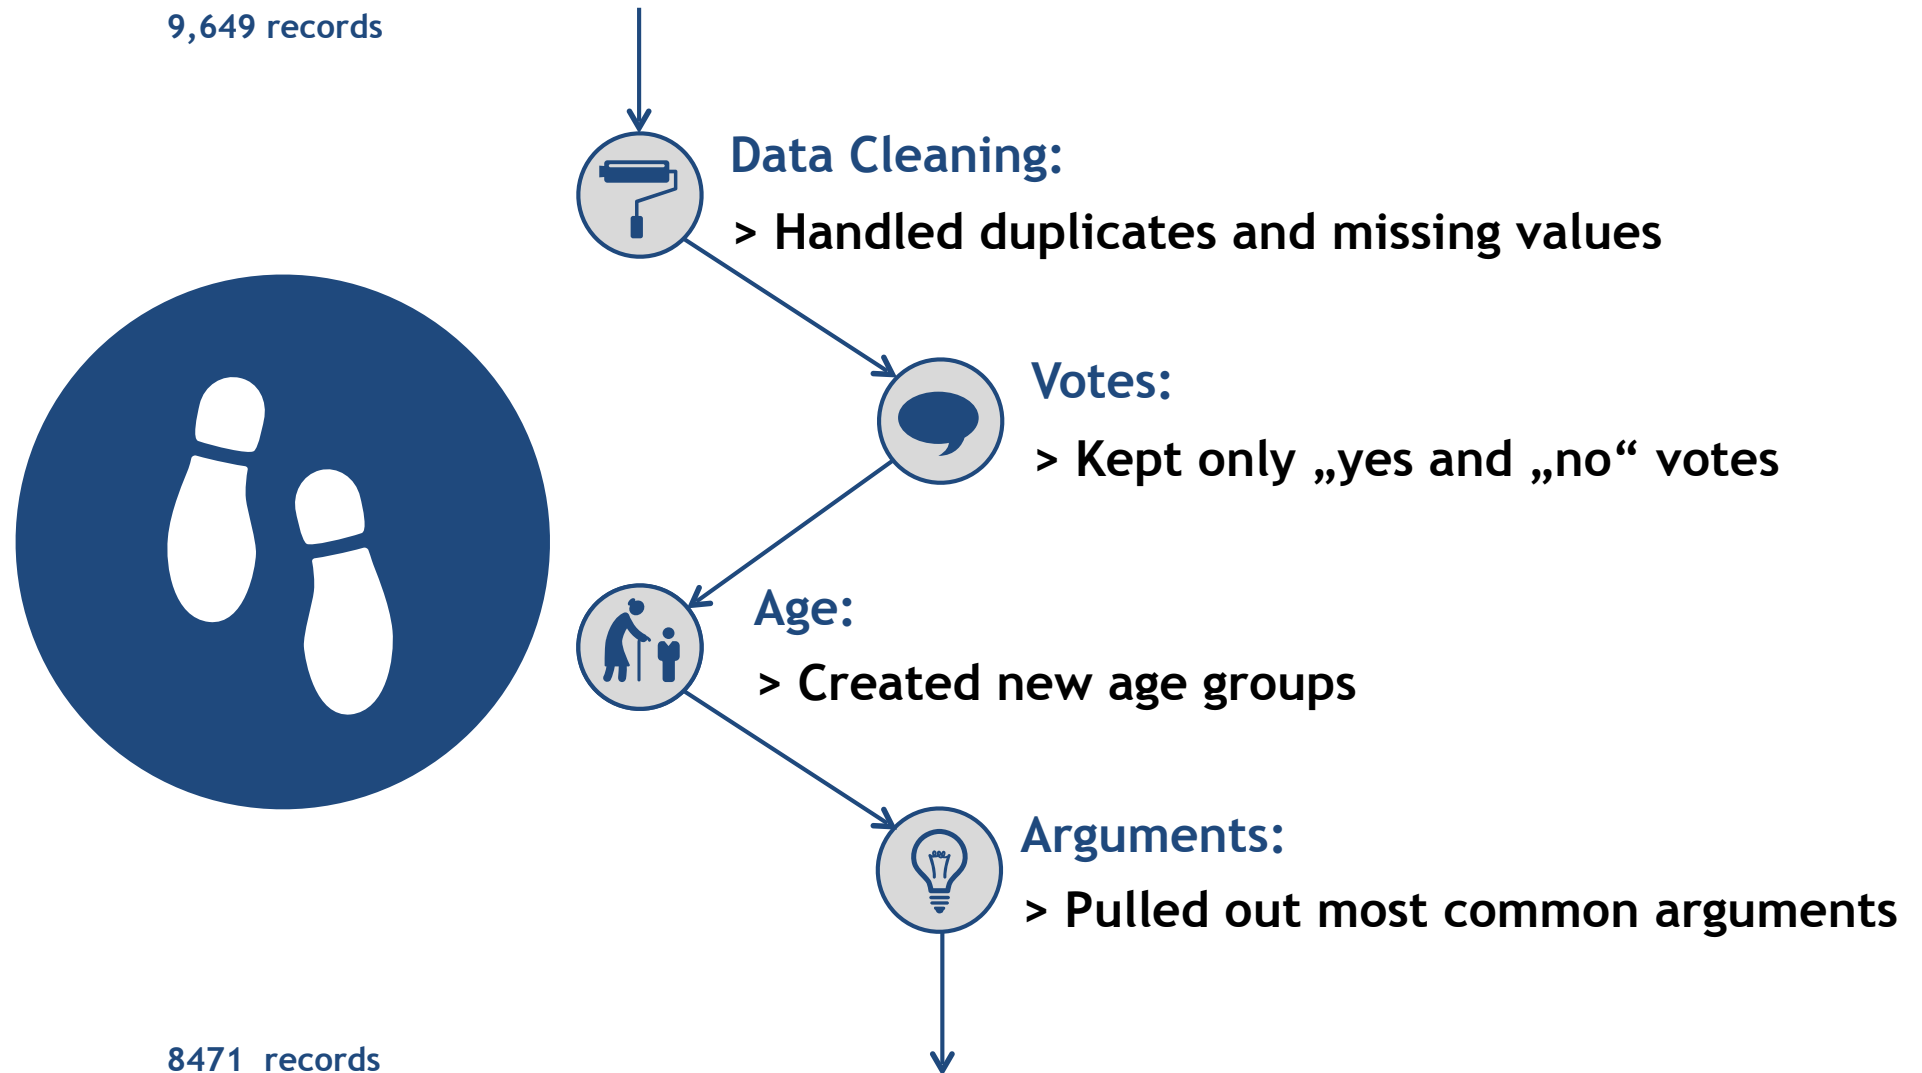 9,649 records
Data Cleaning:
> Handled duplicates and missing values
Votes:
> Kept only „yes and „no“ votes
Age:
> Created new age groups
Arguments:
> Pulled out most common arguments
8471  records